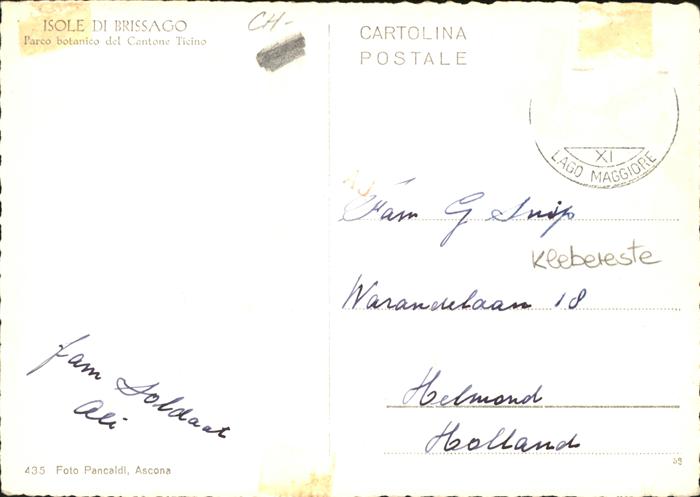 ISOLE DI BRISSAGO
Parco botanico del Cantone Ticino
CH-
CARTOLINA
POSTALE
XI
LAGO MAGGIORE
Fam G Snip
Klebereste
Warandelaan 18
Helmond
Holland
fam Soldaat
Ali
435 Foto Pancaldi, Ascona